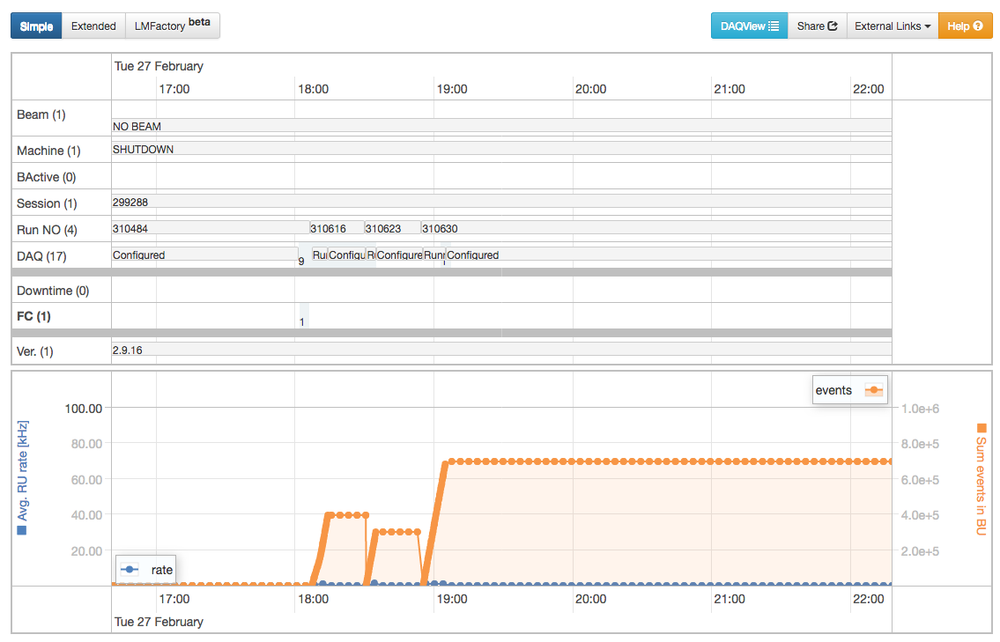 Simple Extended LMFactory beta DAQView Share External Links Help
Tue 27 February
17:00 18:00 19:00 20:00 21:00 22:00
Beam (1)
NO BEAM
Machine (1) SHUTDOWN
BActive (0)
Session (1) 299288
Run NO (4) 310484 310616 310623 310630
DAQ (17) Configured 9 Ru Configu R Configure Runr Configured
Downtime (0)
FC (1) 1
Ver. (1) 2.9.16
events
100.00 1.0e+6
80.00 8.0e+5
60.00 6.0e+5
40.00 4.0e+5
20.00 2.0e+5
Avg. RU rate [kHz]
Sum events in BU
rate
17:00 18:00 19:00 20:00 21:00 22:00
Tue 27 February